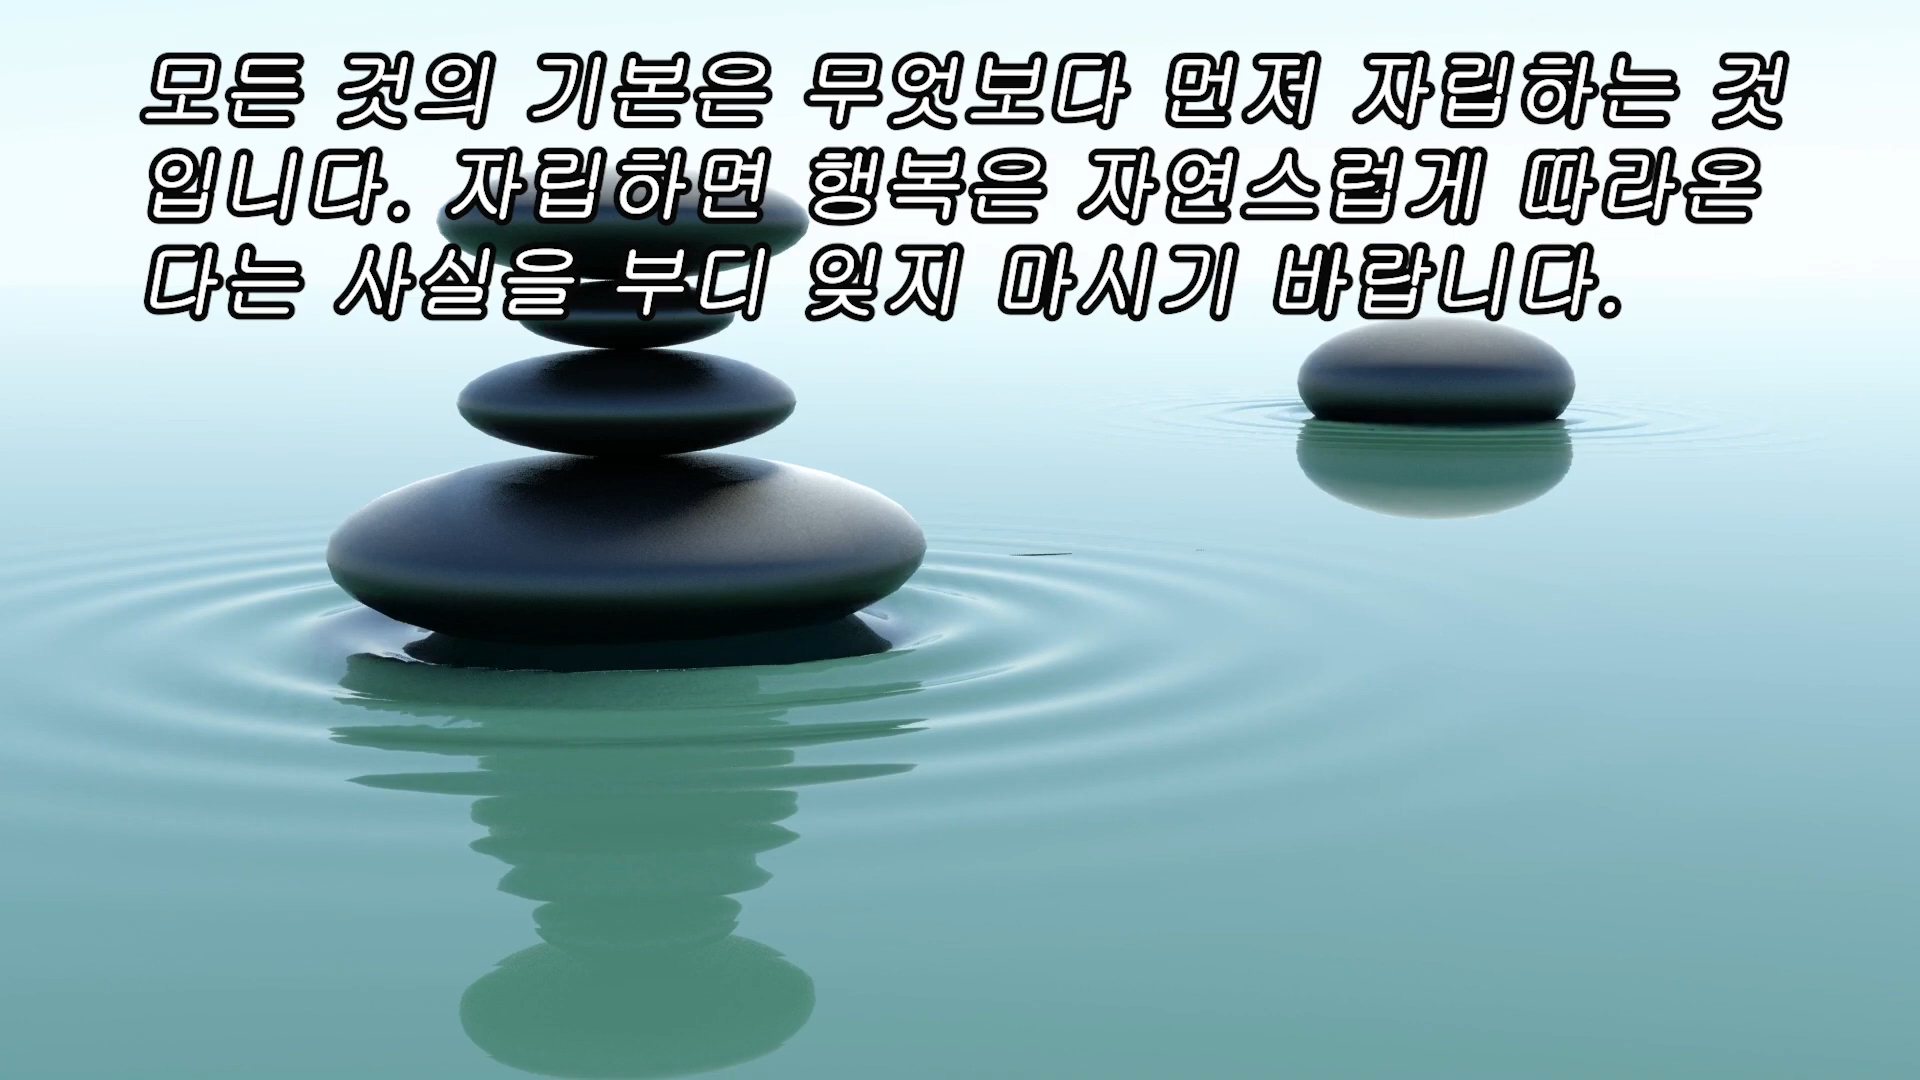 모든 것의 기본은 무엇보다 먼져 자립하는 것
입니다. 자립하면 행복은 자연스럽게 따라온
다는 사실을 부디 잊지 마시기 바랍니다.